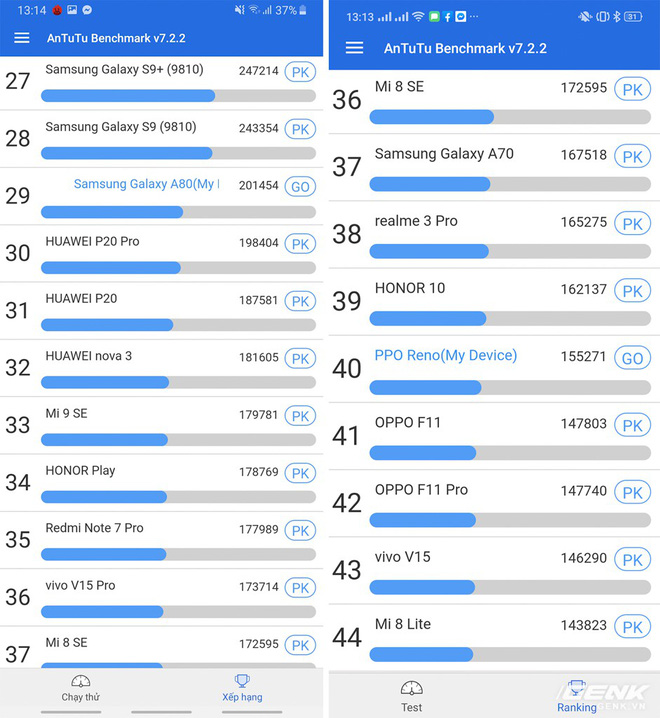 13:14
37%
AnTuTu Benchmark v7.2.2
27
Samsung Galaxy S9+ (9810)
247214
PK
28
Samsung Galaxy S9 (9810)
243354
PK
29
Samsung Galaxy A80(My
201454
GO
30
HUAWEI P20 Pro
198404
PK
31
HUAWEI P20
187581
PK
32
HUAWEI nova 3
181605
PK
33
Mi 9 SE
179781
PK
34
HONOR Play
178769
PK
35
Redmi Note 7 Pro
177989
PK
36
vivo V15 Pro
173714
PK
37
Mi 8 SE
172595
PK
Chạy thử
Xếp hạng
13:13
31
AnTuTu Benchmark v7.2.2
36
Mi 8 SE
172595
PK
37
Samsung Galaxy A70
167518
PK
38
realme 3 Pro
165275
PK
39
HONOR 10
162137
PK
40
PPO Reno(My Device)
155271
GO
41
OPPO F11
147803
PK
42
OPPO F11 Pro
147740
PK
43
vivo V15
146290
PK
44
Mi 8 Lite
143823
PK
Test
Ranking
GENK
GENK.VN